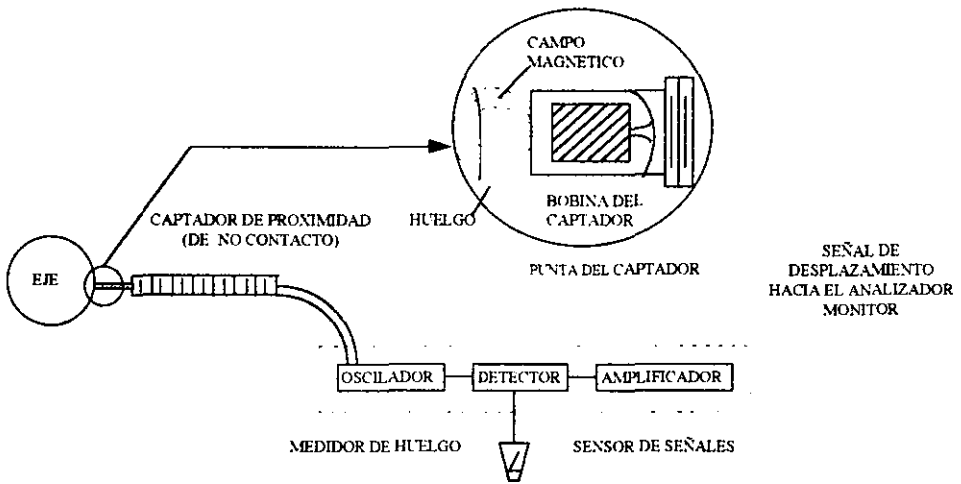 CAMPO
MAGNETICO
HUELGO
BOBINA DEL
CAPTADOR
CAPTADOR DE PROXIMIDAD
(DE NO CONTACTO)
PUNTA DEL CAPTADOR
EJE
SEÑAL DE
DESPLAZAMIENTO
HACIA EL ANALIZADOR
MONITOR
OSCILADOR
DETECTOR
AMPLIFICADOR
MEDIDOR DE HUELGO
SENSOR DE SEÑALES